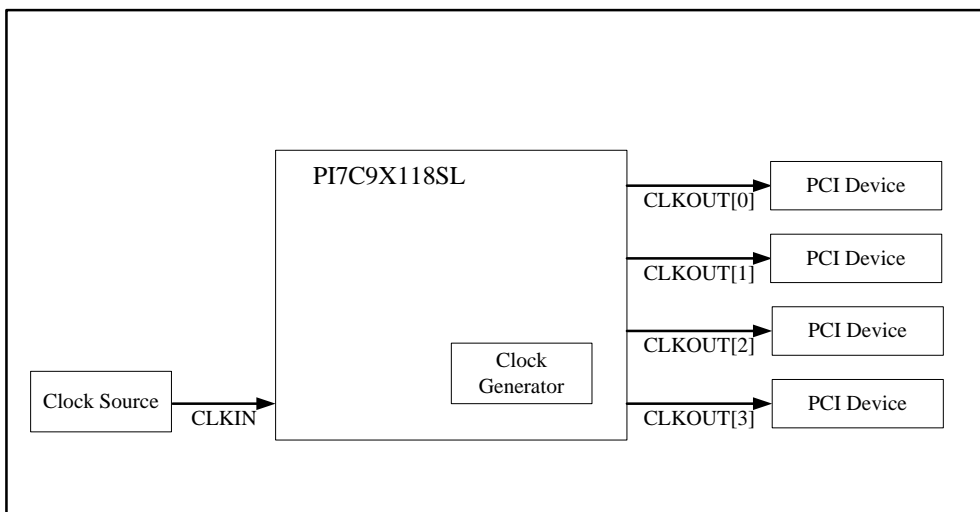 PI7C9X118SL
PCI Device
CLKOUT[0]
PCI Device
CLKOUT[1]
PCI Device
CLKOUT[2]
Clock
Generator
Clock Source
CLKIN
PCI Device
CLKOUT[3]